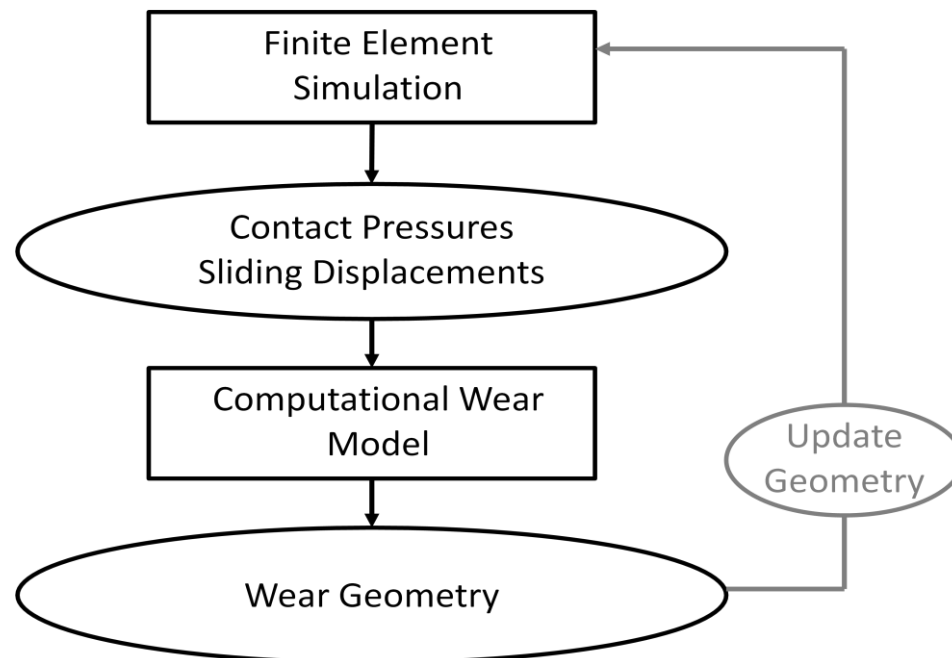 Finite Element
Simulation
Contact Pressures
Sliding Displacements
Computational Wear
Model
Update
Geometry
Wear Geometry